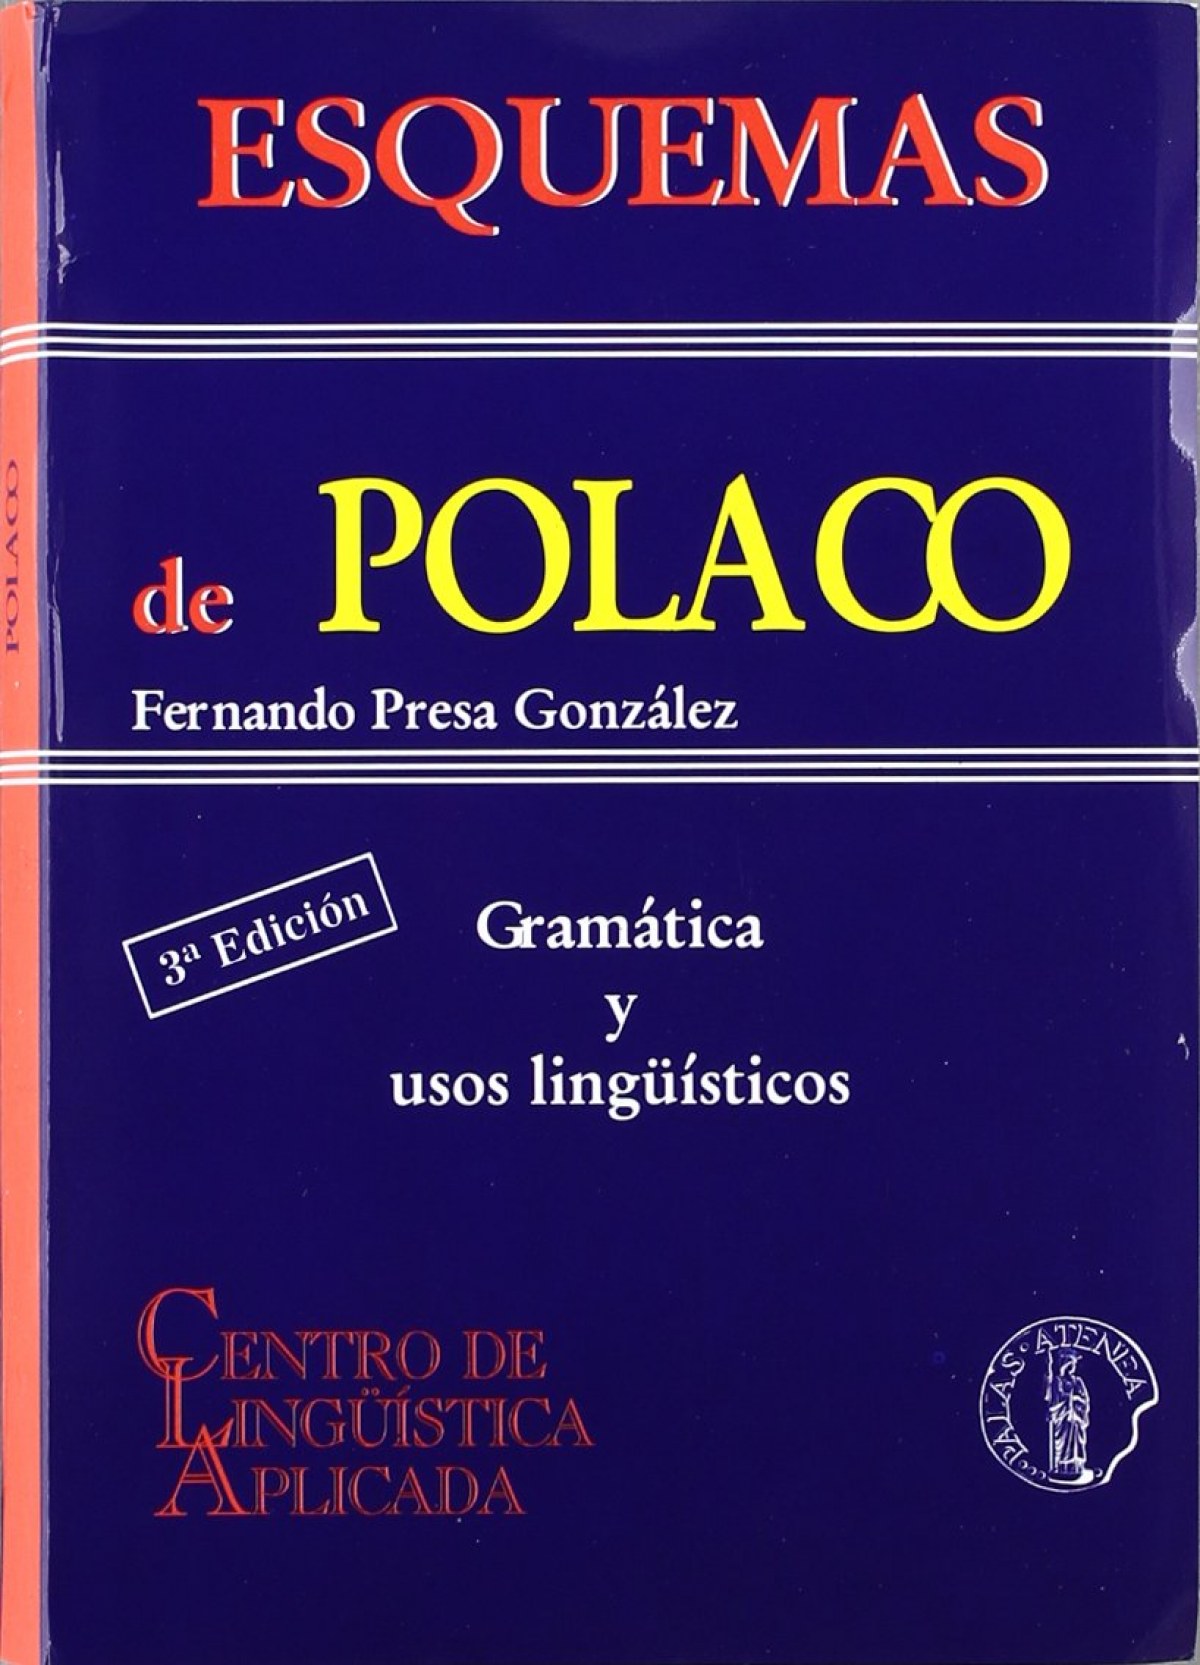 ESQUEMAS
de POLACO
Fernando Presa González
3ª Edición
Gramática
y
usos lingüísticos
CENTRO DE
LINGÜÍSTICA
APLICADA
PALAS · ATENEA
POLACO